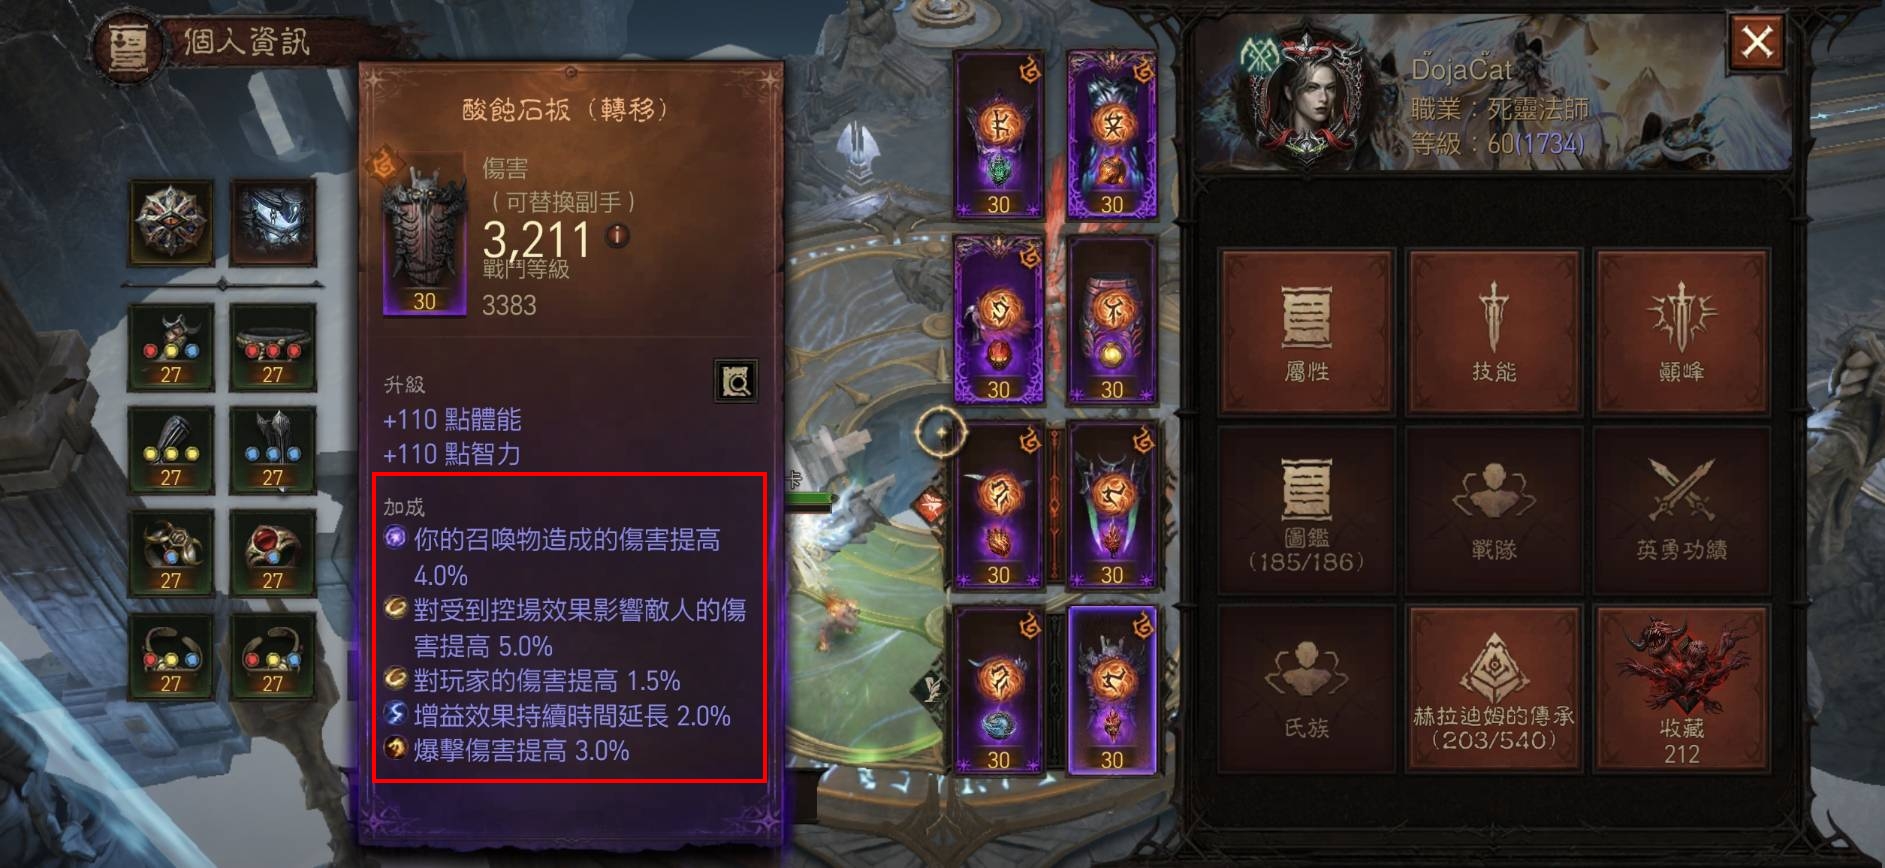 個人資訊
酸蝕石板（轉移）
傷害
（可替換副手）
3,211
戰鬥等級
3383
30
升級
+110 點體能
+110 點智力
加成
你的召喚物造成的傷害提高
4.0%
對受到控場效果影響敵人的傷
害提高 5.0%
對玩家的傷害提高 1.5%
增益效果持續時間延長 2.0%
爆擊傷害提高 3.0%
27
27
27
27
27
27
27
27
卡
30
30
30
30
30
30
30
30
DojaCat
職業：死靈法師
等級：60(1734)
屬性
技能
巔峰
圖鑑
(185/186)
戰隊
英勇功績
氏族
赫拉迪姆的傳承
(203/540)
收藏
212